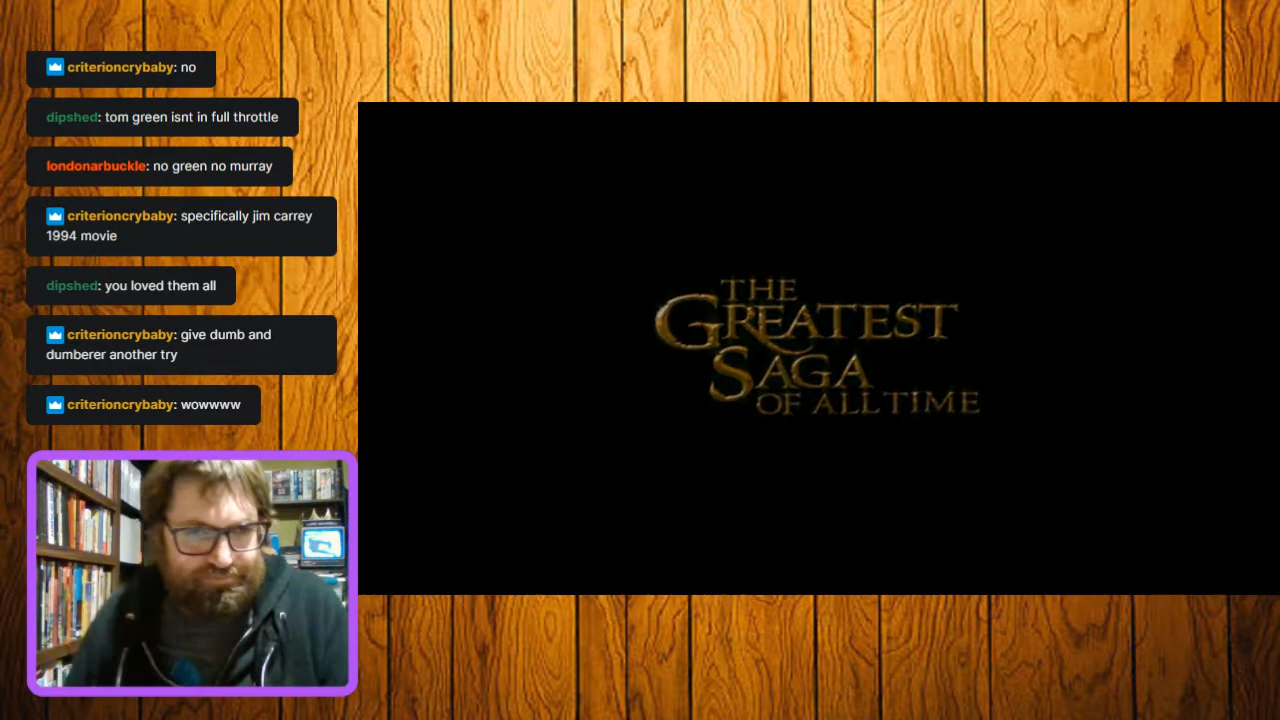 criterioncrybaby: no
dipshed: tom green isnt in full throttle
londonarbuckle: no green no murray
criterioncrybaby: specifically jim carrey
1994 movie
dipshed: you loved them all
criterioncrybaby: give dumb and
dumberer another try
criterioncrybaby: wowwww
THE
GREATEST
SAGA
OF ALL TIME